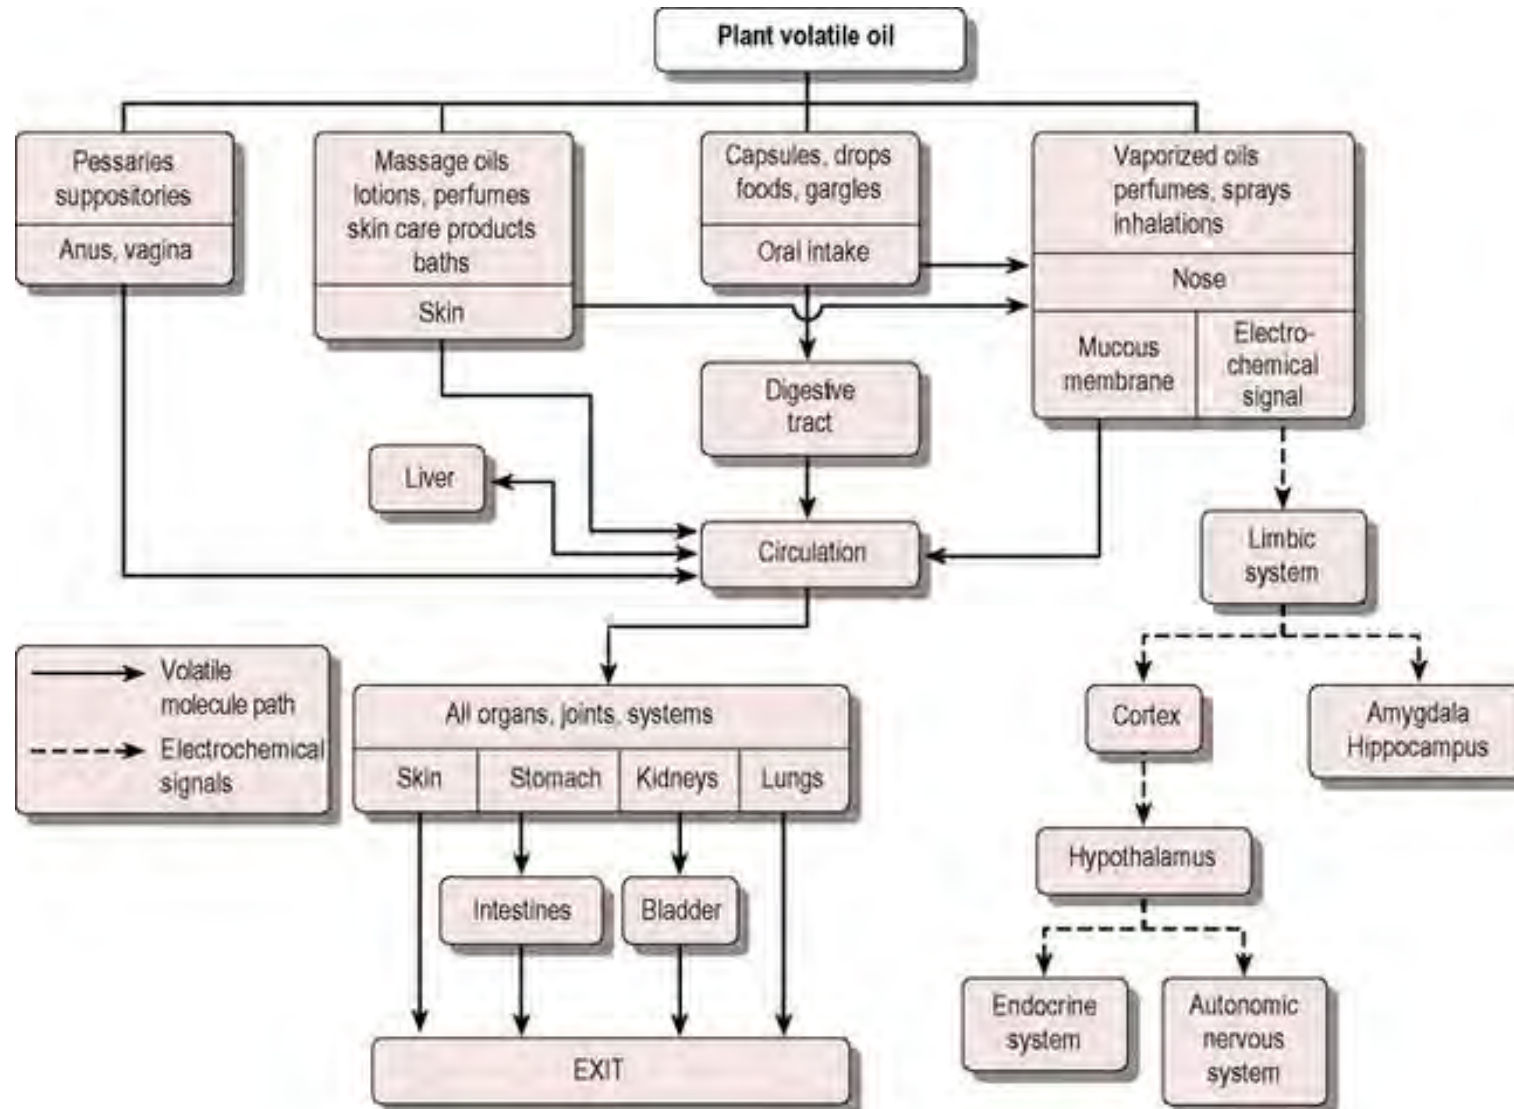 Plant volatile oil
Pessaries
suppositories
Anus, vagina
Massage oils
lotions, perfumes
skin care products
baths
Skin
Capsules, drops
foods, gargles
Oral intake
Vaporized oils
perfumes, sprays
inhalations
Nose
Mucous
membrane
Electro-
chemical
signal
Digestive
tract
Liver
Circulation
Limbic
system
Volatile
molecule path
Electrochemical
signals
All organs, joints, systems
Skin
Stomach
Kidneys
Lungs
Cortex
Amygdala
Hippocampus
Hypothalamus
Intestines
Bladder
Endocrine
system
Autonomic
nervous
system
EXIT